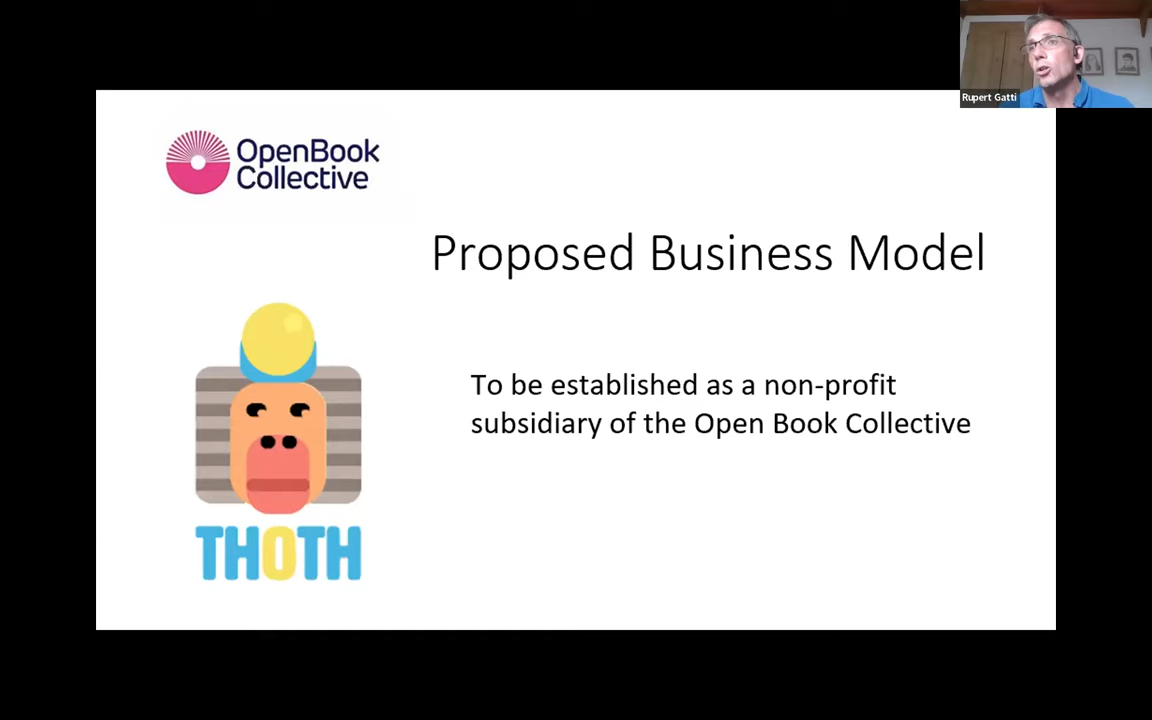 Rupert Gatti
OpenBook
Collective
Proposed Business Model
To be established as a non-profit
subsidiary of the Open Book Collective
THOTH